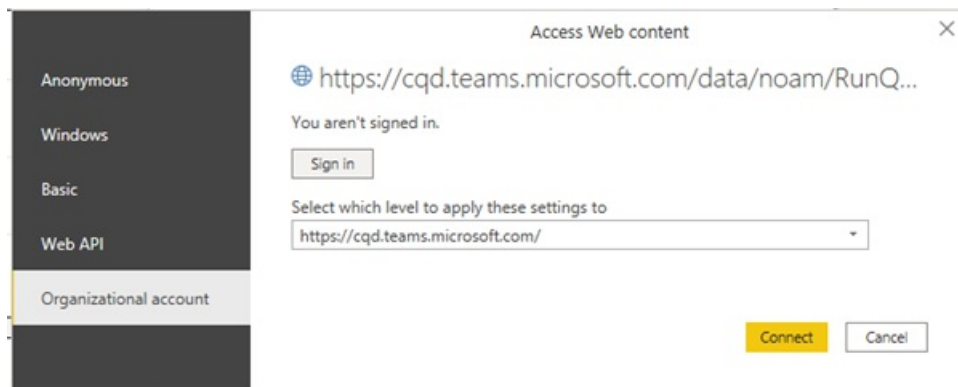 Access Web content
Anonymous
Windows
Basic
Web API
Organizational account
https://cqd.teams.microsoft.com/data/noam/RunQ...
You aren't signed in.
Sign in
Select which level to apply these settings to
https://cqd.teams.microsoft.com/
Connect
Cancel